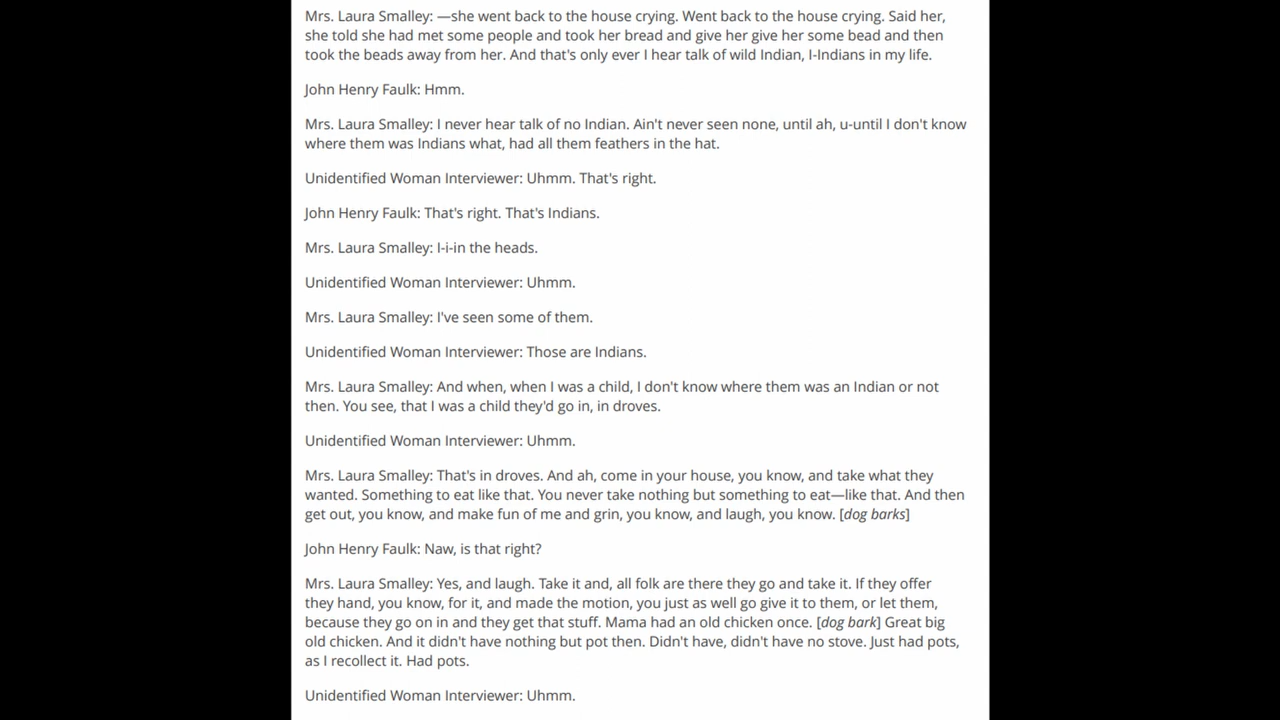 Mrs. Laura Smalley: —she went back to the house crying. Went back to the house crying. Said her,
she told she had met some people and took her bread and give her give her some bead and then
took the beads away from her. And that's only ever I hear talk of wild Indian, I-Indians in my life.
John Henry Faulk: Hmm.
Mrs. Laura Smalley: I never hear talk of no Indian. Ain't never seen none, until ah, u-until I don't know
where them was Indians what, had all them feathers in the hat.
Unidentified Woman Interviewer: Uhmm. That's right.
John Henry Faulk: That's right. That's Indians.
Mrs. Laura Smalley: I-i-in the heads.
Unidentified Woman Interviewer: Uhmm.
Mrs. Laura Smalley: I've seen some of them.
Unidentified Woman Interviewer: Those are Indians.
Mrs. Laura Smalley: And when, when I was a child, I don't know where them was an Indian or not
then. You see, that I was a child they'd go in, in droves.
Unidentified Woman Interviewer: Uhmm.
Mrs. Laura Smalley: That's in droves. And ah, come in your house, you know, and take what they
wanted. Something to eat like that. You never take nothing but something to eat—like that. And then
get out, you know, and make fun of me and grin, you know, and laugh, you know. [dog barks]
John Henry Faulk: Naw, is that right?
Mrs. Laura Smalley: Yes, and laugh. Take it and, all folk are there they go and take it. If they offer
they hand, you know, for it, and made the motion, you just as well go give it to them, or let them,
because they go on in and they get that stuff. Mama had an old chicken once. [dog bark] Great big
old chicken. And it didn't have nothing but pot then. Didn't have, didn't have no stove. Just had pots,
as I recollect it. Had pots.
Unidentified Woman Interviewer: Uhmm.